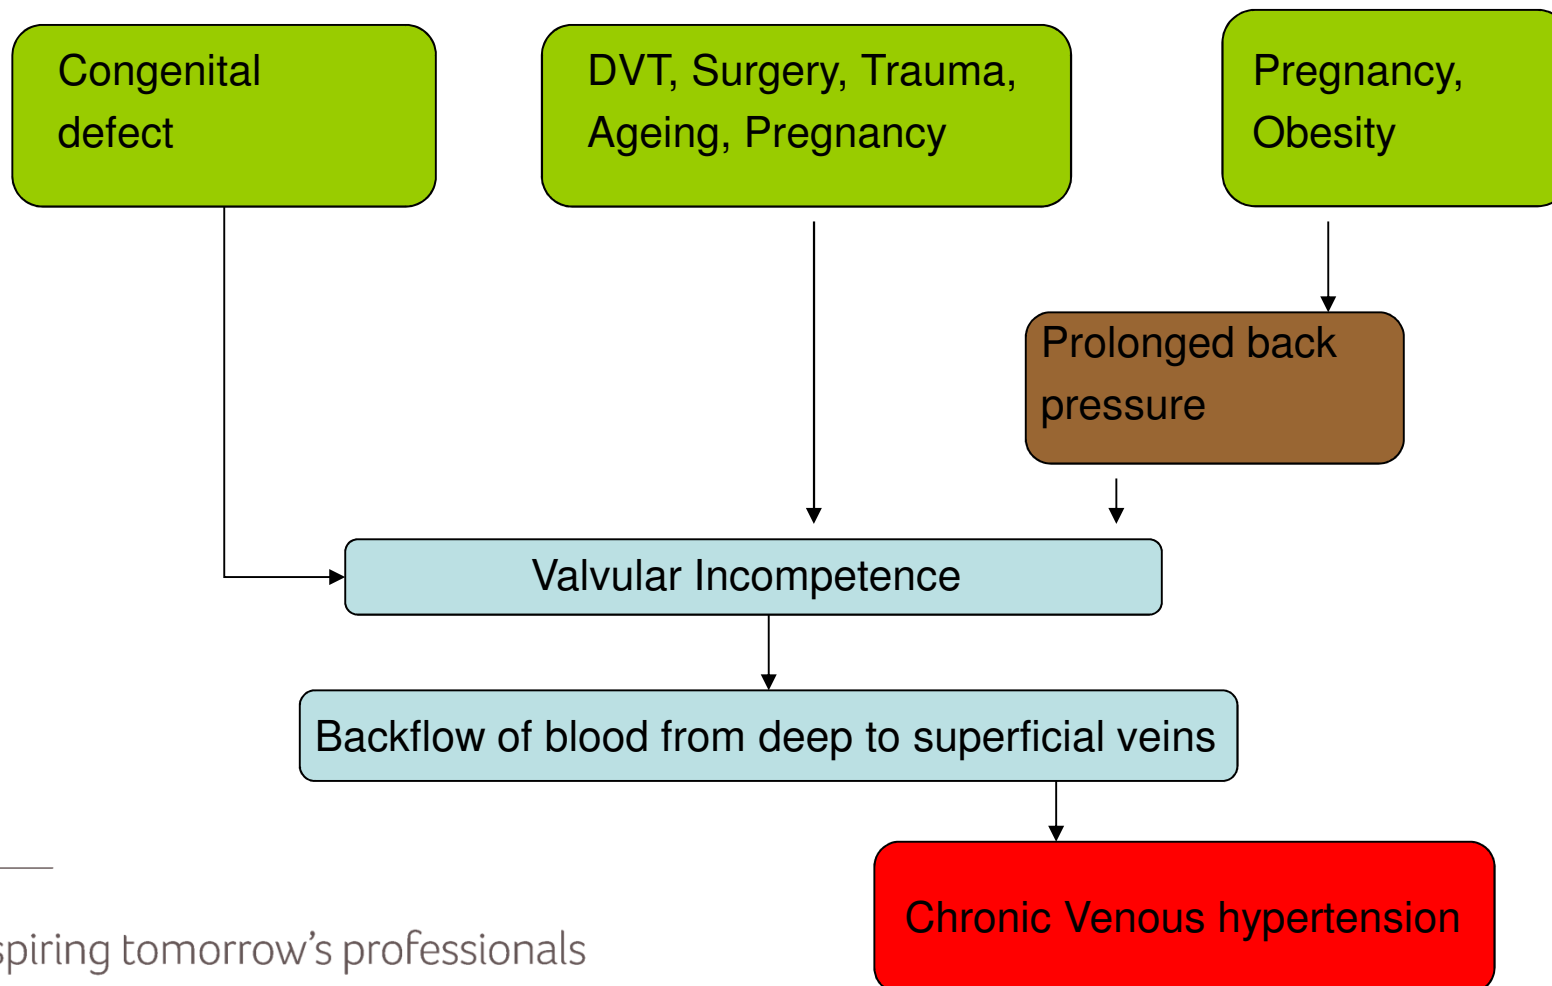 Congenital
defect
DVT, Surgery, Trauma,
Ageing, Pregnancy
Pregnancy,
Obesity
Prolonged back
pressure
Valvular Incompetence
Backflow of blood from deep to superficial veins
Chronic Venous hypertension
spiring tomorrow's professionals